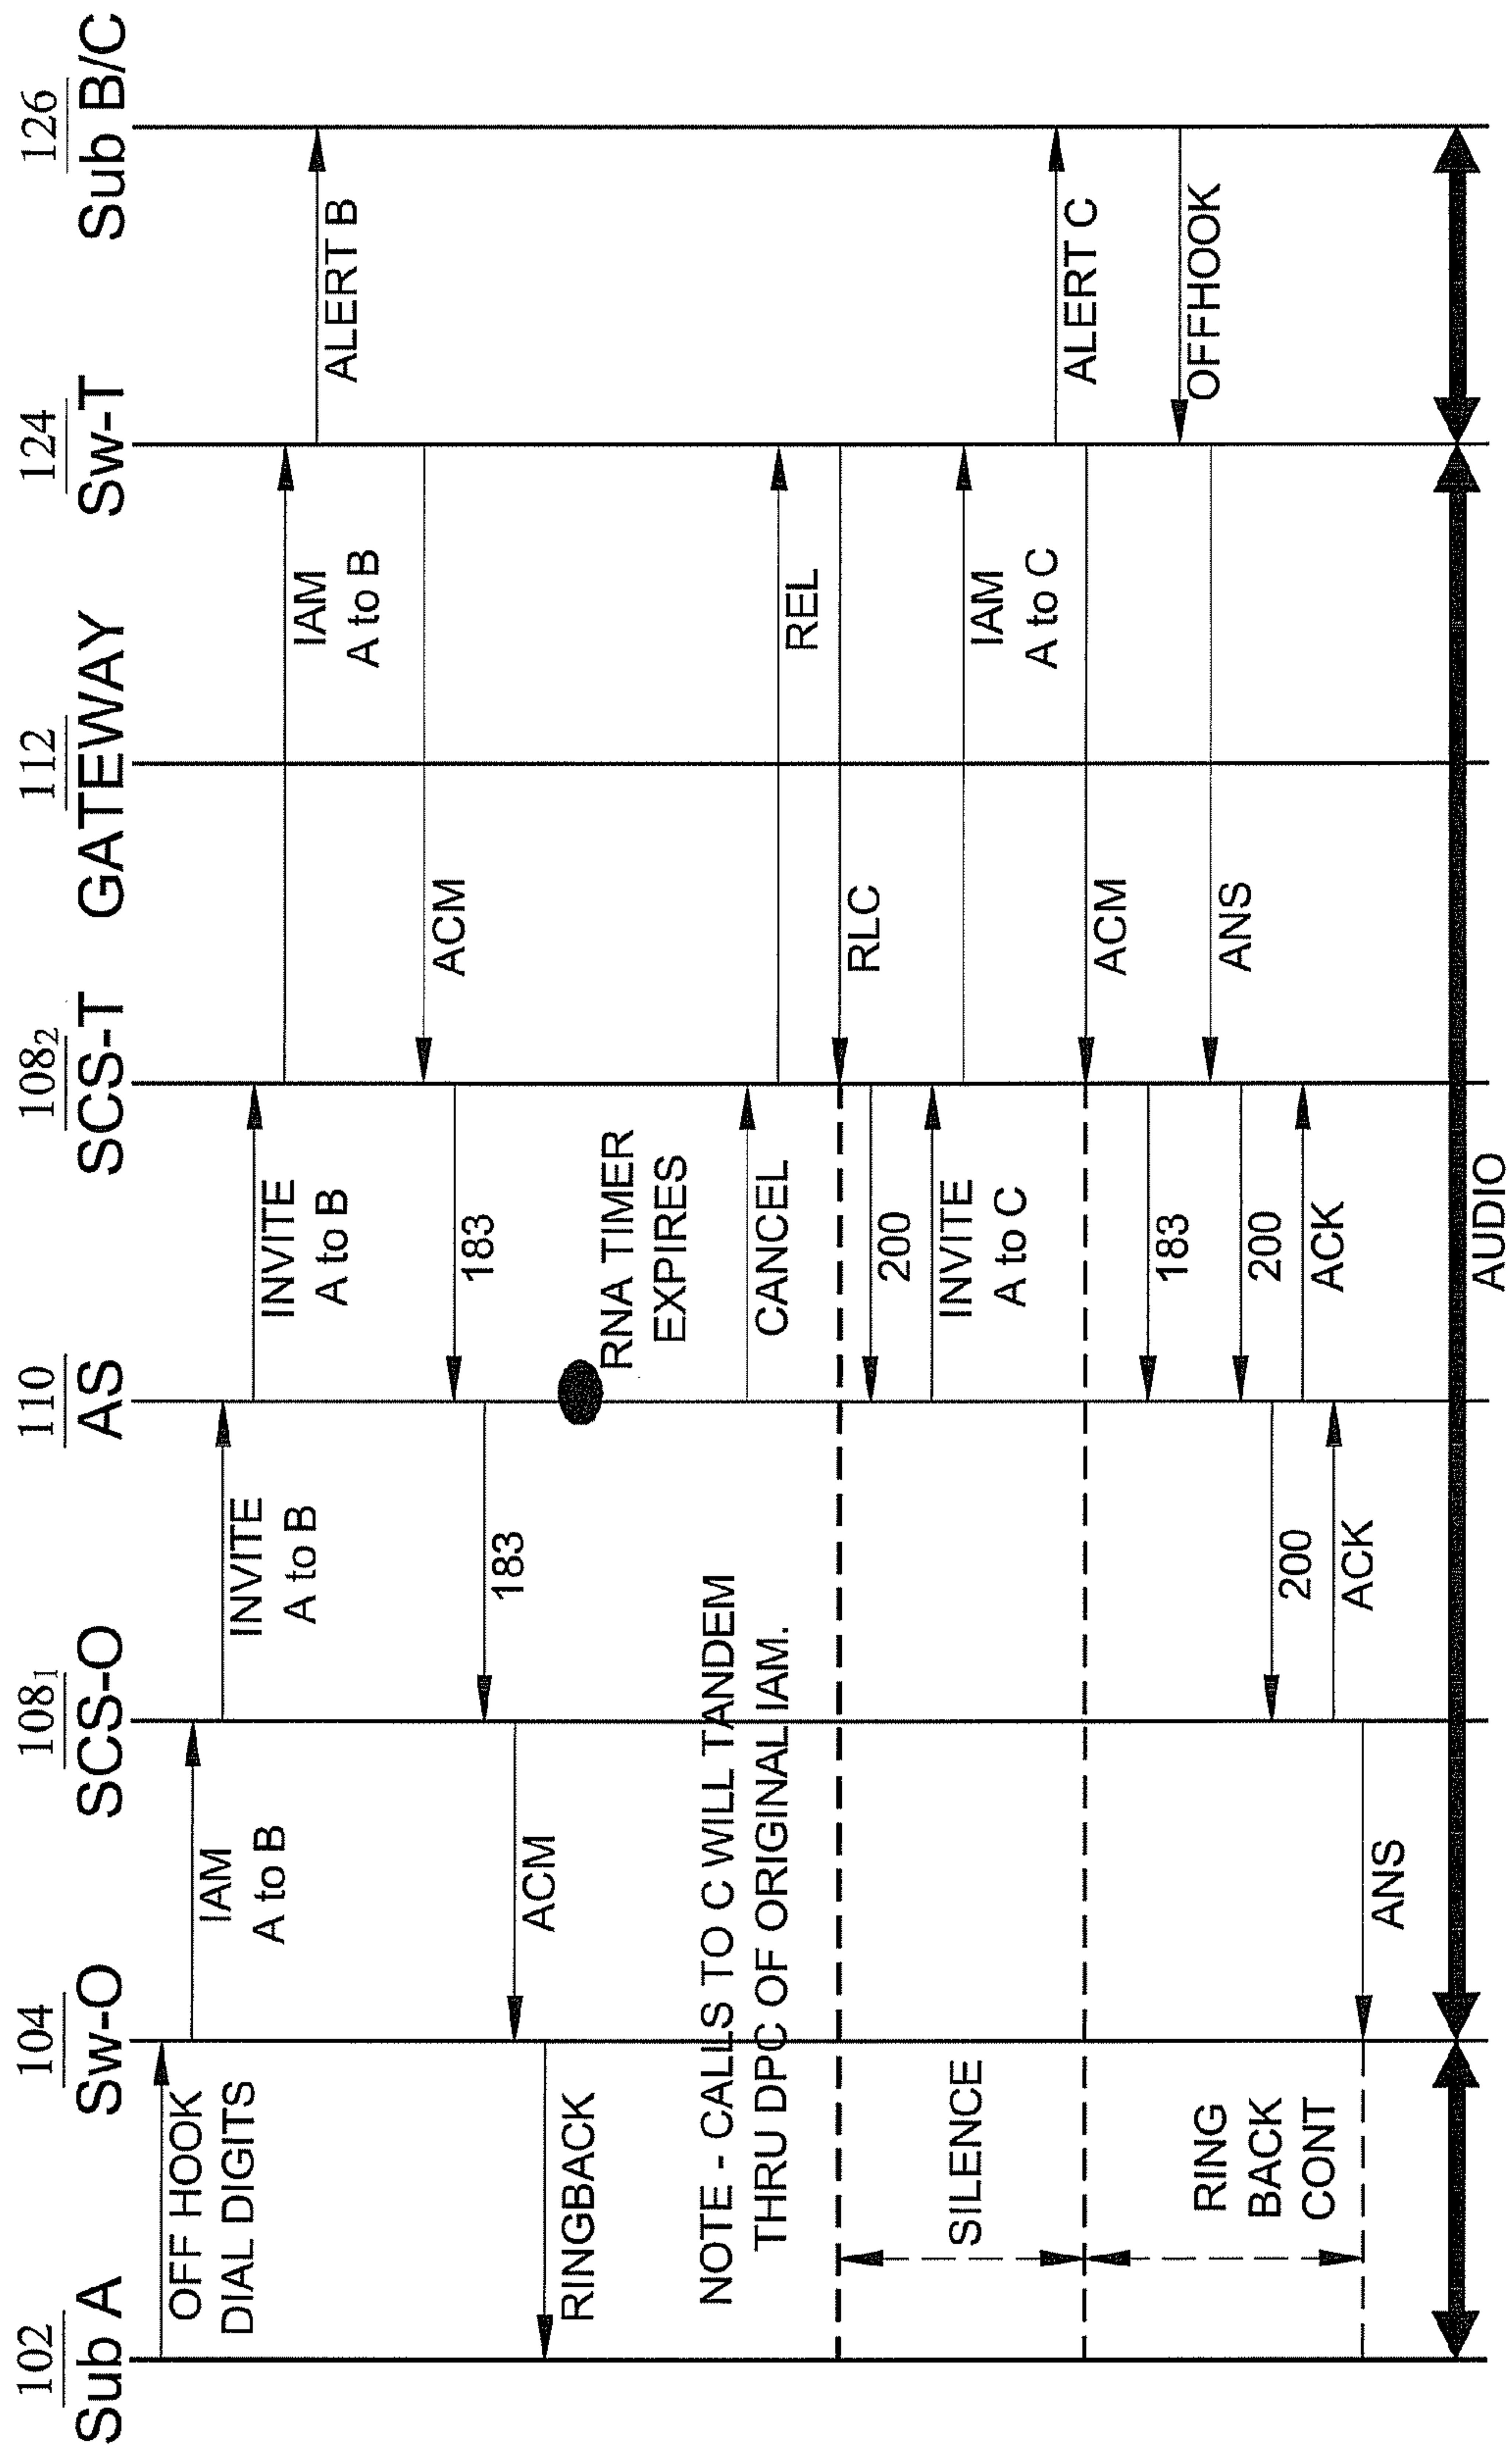 102
Sub A
104
Sw-O
108₁
SCS-O
110
AS
108₂
SCS-T
112
GATEWAY
124
Sw-T
126
Sub B/C
OFF HOOK
DIAL DIGITS
IAM
A to B
INVITE
A to B
INVITE
A to B
IAM
A to B
ALERT B
ACM
183
183
ACM
RINGBACK
RNA TIMER
EXPIRES
NOTE - CALLS TO C WILL TANDEM
THRU DPC OF ORIGINAL IAM.
CANCEL
REL
RLC
200
INVITE
A to C
IAM
A to C
SILENCE
ALERT C
ACM
183
OFFHOOK
ANS
200
200
ACK
ACK
ANS
RING
BACK
CONT
AUDIO